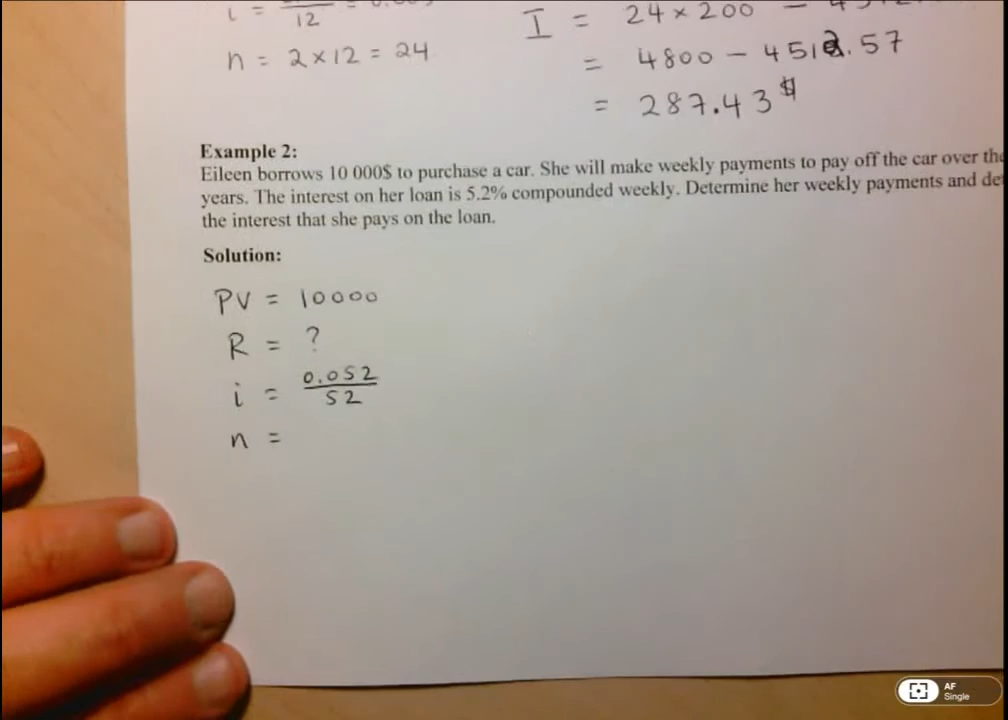 i = 12
I = 24 × 200 –
n = 2 × 12 = 24
= 4800 – 4512.57
= 287.43 $
Example 2:
Eileen borrows 10 000$ to purchase a car. She will make weekly payments to pay off the car over the
years. The interest on her loan is 5.2% compounded weekly. Determine her weekly payments and
the interest that she pays on the loan.
Solution:
PV = 10000
R = ?
i = 0.052 / 52
n =
AF
Single